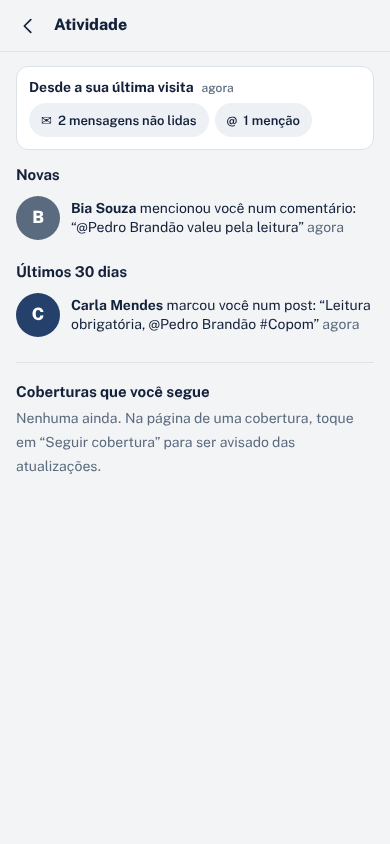 Atividade
Desde a sua última visita agora
✉ 2 mensagens não lidas @ 1 menção
Novas
B
Bia Souza mencionou você num comentário:
“@Pedro Brandão valeu pela leitura” agora
Últimos 30 dias
C
Carla Mendes marcou você num post: “Leitura
obrigatória, @Pedro Brandão #Copom” agora
Coberturas que você segue
Nenhuma ainda. Na página de uma cobertura, toque
em “Seguir cobertura” para ser avisado das
atualizações.